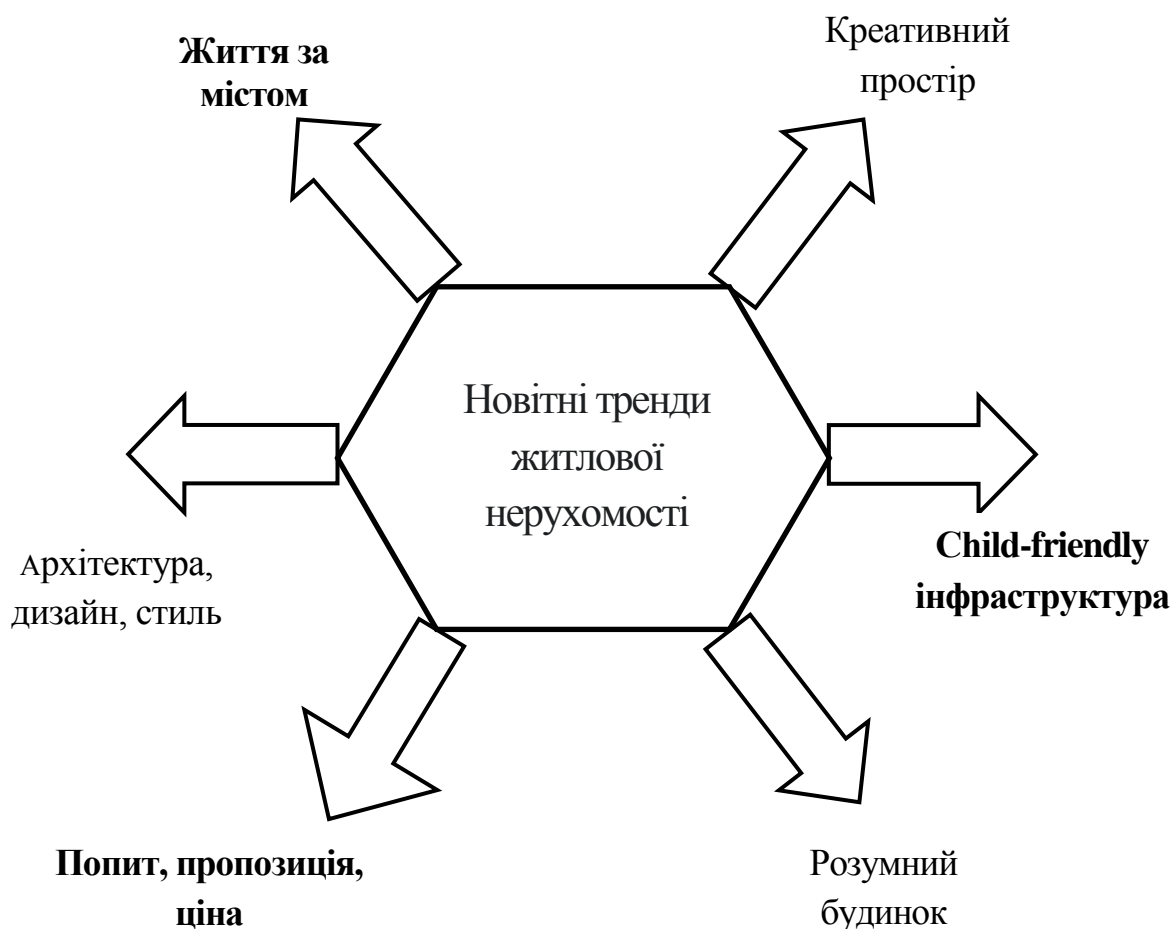 Життя за
містом
Креативний
простір
Новітні тренди
житлової
нерухомості
Архітектура,
дизайн, стиль
Child-friendly
інфраструктура
Попит, пропозиція,
ціна
Розумний
будинок